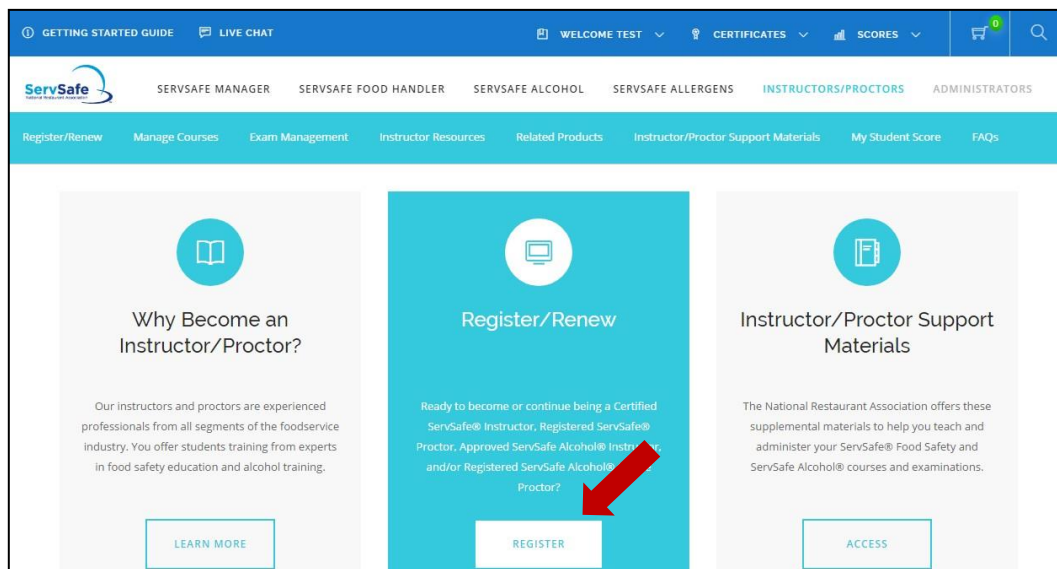 GETTING STARTED GUIDE LIVE CHAT WELCOME TEST CERTIFICATES SCORES 0
ServSafe
National Restaurant Association
SERVSAFE MANAGER SERVSAFE FOOD HANDLER SERVSAFE ALCOHOL SERVSAFE ALLERGENS INSTRUCTORS/PROCTORS ADMINISTRATORS
Register/Renew Manage Courses Exam Management Instructor Resources Related Products Instructor/Proctor Support Materials My Student Score FAQs
Why Become an
Instructor/Proctor?
Our instructors and proctors are experienced
professionals from all segments of the foodservice
industry. You offer students training from experts
in food safety education and alcohol training.
LEARN MORE
Register/Renew
Ready to become or continue being a Certified
ServSafe® Instructor, Registered ServSafe®
Proctor, Approved ServSafe Alcohol® Instructor,
and/or Registered ServSafe Alcohol®
Proctor?
REGISTER
Instructor/Proctor Support
Materials
The National Restaurant Association offers these
supplemental materials to help you teach and
administer your ServSafe® Food Safety and
ServSafe Alcohol® courses and examinations.
ACCESS